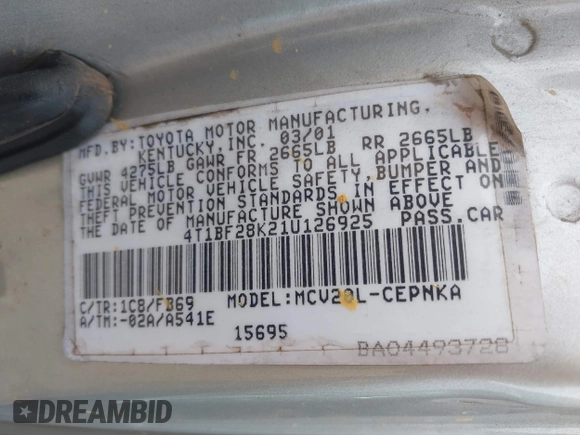 MFD.BY:TOYOTA MOTOR MANUFACTURING,
KENTUCKY,INC. 03/01
GVWR 4275LB GAWR FR 2665LB RR 2665LB
THIS VEHICLE CONFORMS TO ALL APPLICABLE
FEDERAL MOTOR VEHICLE SAFETY,BUMPER AND
THEFT PREVENTION STANDARDS IN EFFECT ON
THE DATE OF MANUFACTURE SHOWN ABOVE
4T1BF28K21U126925 PASS.CAR
C/TR:1C8/FB69 MODEL:MCV20L-CEPNKA
A/TM:-02A/A541E
15695
BA04493728
DREAMBID